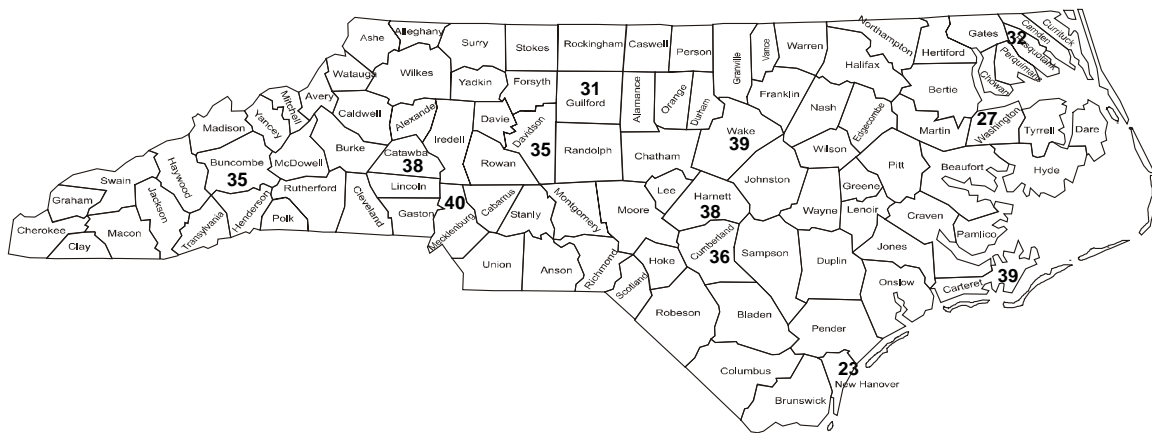 Ashe
Alleghany
Surry
Stokes
Rockingham
Caswell
Person
Granville
Vance
Warren
Northampton
Gates
Hertford
32
Camden
Currituck
Pasquotank
Perquimans
Chowan
Halifax
Bertie
Watauga
Wilkes
Yadkin
Forsyth
31
Guilford
Alamance
Orange
Durham
Franklin
Nash
Edgecombe
Martin
27
Washington
Tyrrell
Dare
Mitchell
Avery
Caldwell
Alexander
Iredell
Davie
Davidson
35
Randolph
Chatham
Wake
39
Wilson
Pitt
Beaufort
Hyde
Madison
Yancey
Burke
Catawba
38
Rowan
Johnston
Greene
Buncombe
35
McDowell
Haywood
Swain
Graham
Cherokee
Clay
Macon
Jackson
Transylvania
Henderson
Rutherford
Polk
Cleveland
Lincoln
Gaston
40
Mecklenburg
Cabarrus
Stanly
Montgomery
Moore
Lee
Harnett
38
Wayne
Lenoir
Craven
Pamlico
Union
Anson
Richmond
Scotland
Hoke
Cumberland
36
Sampson
Duplin
Jones
Onslow
Carteret
39
Robeson
Bladen
Pender
Columbus
Brunswick
23
New Hanover